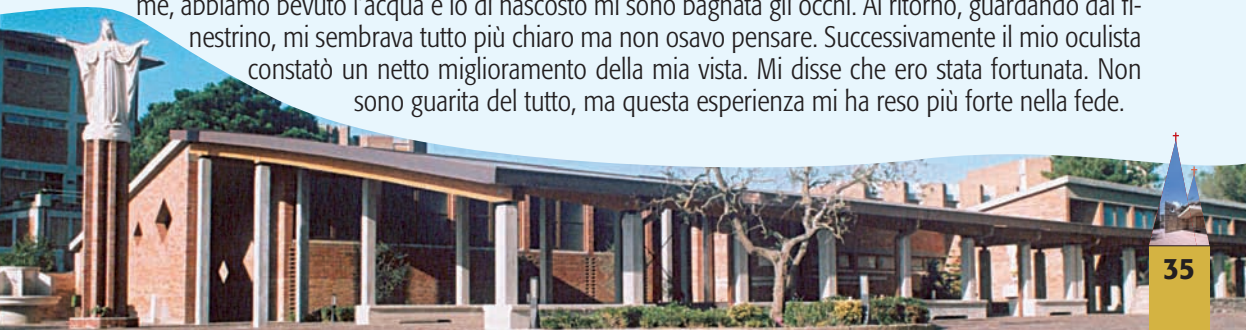 me, abbiamo bevuto l'acqua e io di nascosto mi sono bagnata gli occhi. Al ritorno, guardando dal fi-
nestrino, mi sembrava tutto più chiaro ma non osavo pensare. Successivamente il mio oculista
constatò un netto miglioramento della mia vista. Mi disse che ero stata fortunata. Non
sono guarita del tutto, ma questa esperienza mi ha reso più forte nella fede.
35